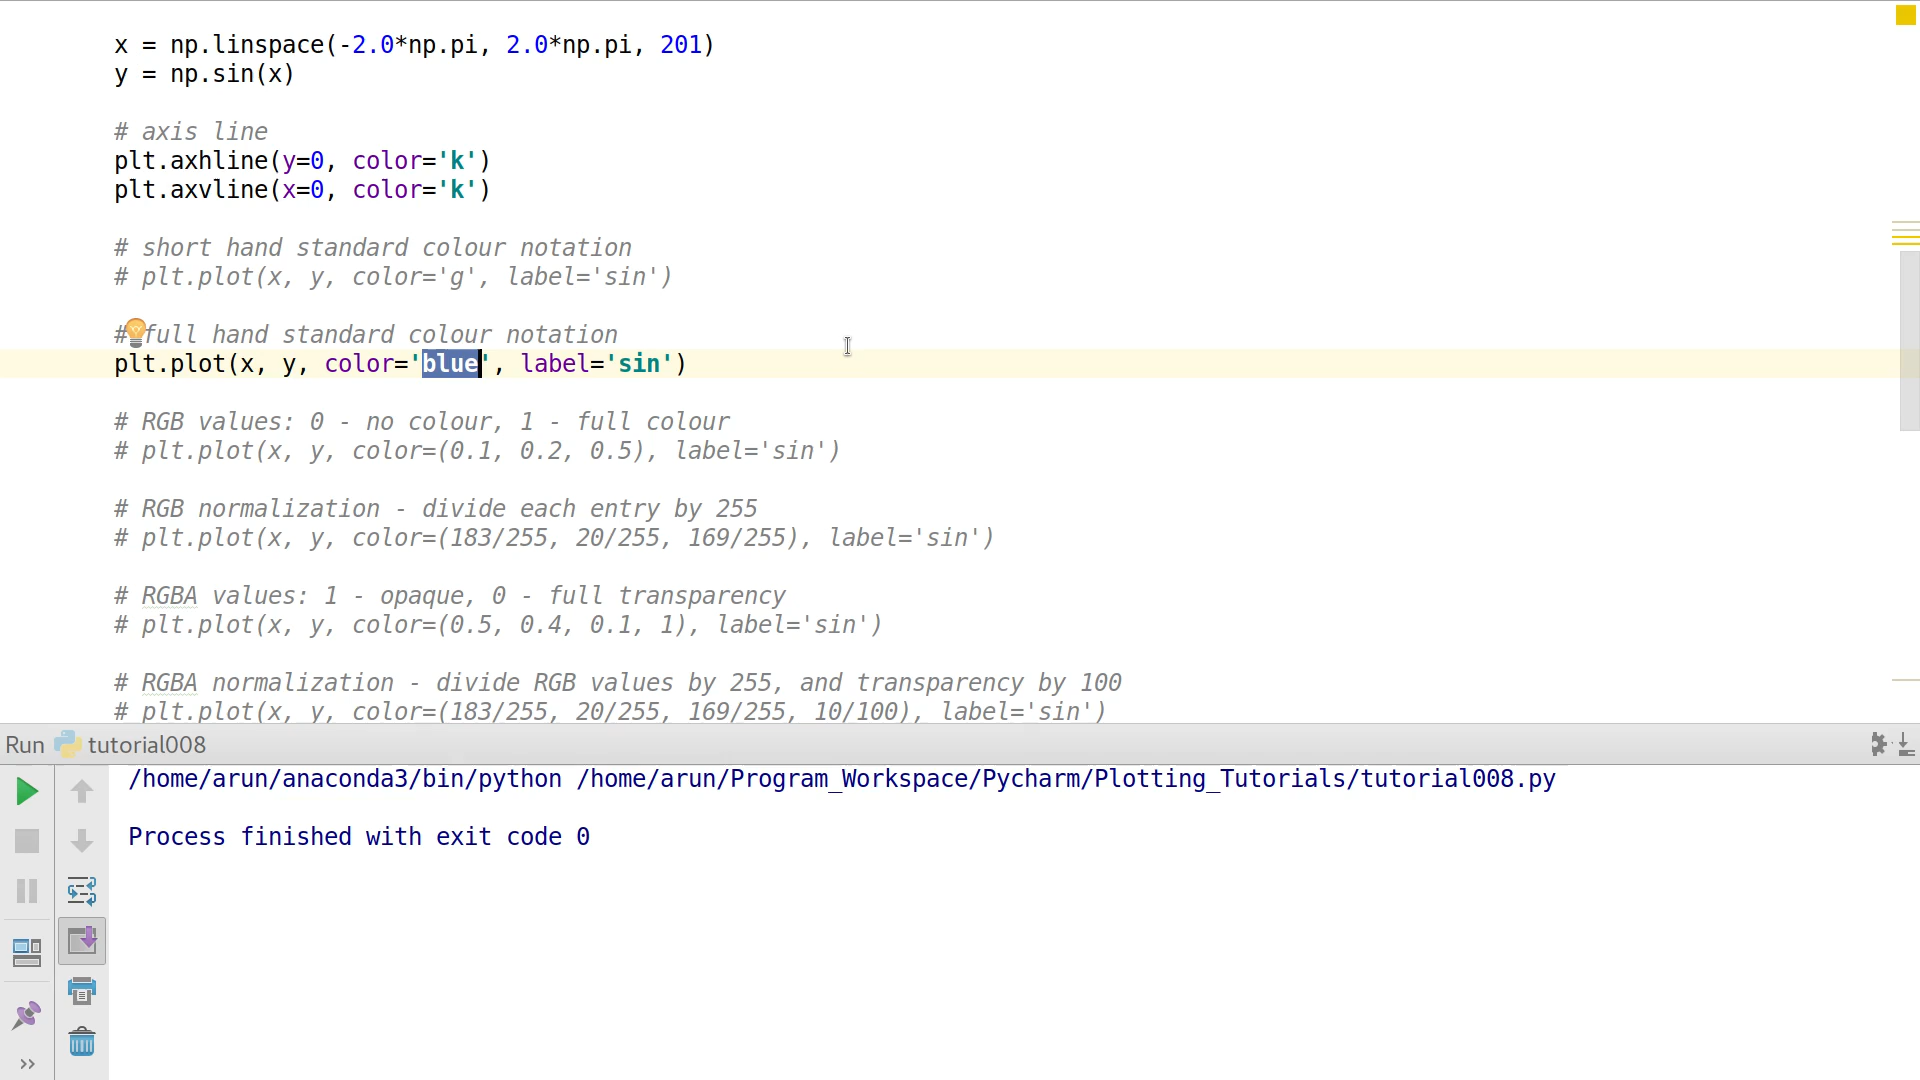 x = np.linspace(-2.0*np.pi, 2.0*np.pi, 201)
y = np.sin(x)
# axis line
plt.axhline(y=0, color='k')
plt.axvline(x=0, color='k')
# short hand standard colour notation
# plt.plot(x, y, color='g', label='sin')
# full hand standard colour notation
plt.plot(x, y, color='blue', label='sin')
# RGB values: 0 - no colour, 1 - full colour
# plt.plot(x, y, color=(0.1, 0.2, 0.5), label='sin')
# RGB normalization - divide each entry by 255
# plt.plot(x, y, color=(183/255, 20/255, 169/255), label='sin')
# RGBA values: 1 - opaque, 0 - full transparency
# plt.plot(x, y, color=(0.5, 0.4, 0.1, 1), label='sin')
# RGBA normalization - divide RGB values by 255, and transparency by 100
# plt.plot(x, y, color=(183/255, 20/255, 169/255, 10/100), label='sin')
Run tutorial008
/home/arun/anaconda3/bin/python /home/arun/Program_Workspace/Pycharm/Plotting_Tutorials/tutorial008.py
Process finished with exit code 0